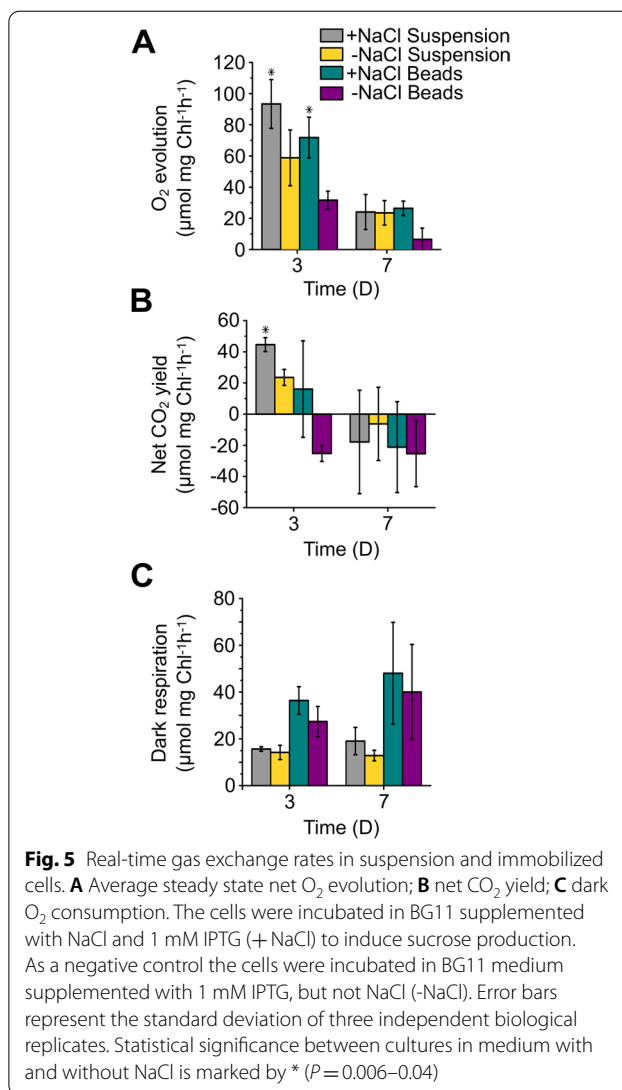 A
+NaCl Suspension
-NaCl Suspension
+NaCl Beads
-NaCl Beads
O₂ evolution
(µmol mg Chl⁻¹h⁻¹)
120
100
80
60
40
20
0
*
*
3
7
Time (D)
B
Net CO₂ yield
(µmol mg Chl⁻¹h⁻¹)
60
40
20
0
-20
-40
-60
*
3
7
Time (D)
C
Dark respiration
(µmol mg Chl⁻¹h⁻¹)
80
60
40
20
0
3
7
Time (D)
Fig. 5 Real-time gas exchange rates in suspension and immobilized
cells. A Average steady state net O₂ evolution; B net CO₂ yield; C dark
O₂ consumption. The cells were incubated in BG11 supplemented
with NaCl and 1 mM IPTG (+ NaCl) to induce sucrose production.
As a negative control the cells were incubated in BG11 medium
supplemented with 1 mM IPTG, but not NaCl (-NaCl). Error bars
represent the standard deviation of three independent biological
replicates. Statistical significance between cultures in medium with
and without NaCl is marked by * (P = 0.006–0.04)